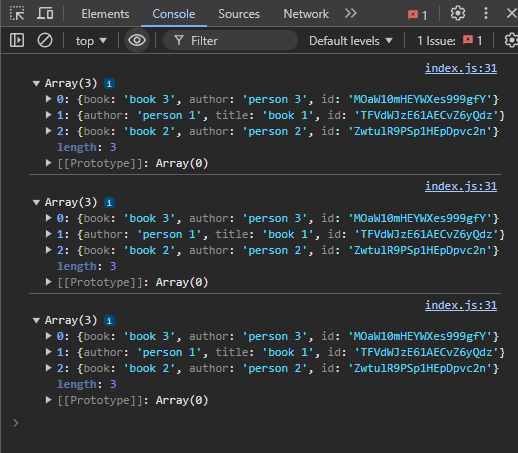 Elements Console Sources Network 1
top Filter Default levels 1 Issue: 1
index.js:31
Array(3) i
0: {book: 'book 3', author: 'person 3', id: 'MOaW10mHEYWXes999gfY'}
1: {author: 'person 1', title: 'book 1', id: 'TFVdWJzE61AECvZ6yQdz'}
2: {book: 'book 2', author: 'person 2', id: 'ZwtulR9PSp1HEpDpvc2n'}
length: 3
[[Prototype]]: Array(0)
index.js:31
Array(3) i
0: {book: 'book 3', author: 'person 3', id: 'MOaW10mHEYWXes999gfY'}
1: {author: 'person 1', title: 'book 1', id: 'TFVdWJzE61AECvZ6yQdz'}
2: {book: 'book 2', author: 'person 2', id: 'ZwtulR9PSp1HEpDpvc2n'}
length: 3
[[Prototype]]: Array(0)
index.js:31
Array(3) i
0: {book: 'book 3', author: 'person 3', id: 'MOaW10mHEYWXes999gfY'}
1: {author: 'person 1', title: 'book 1', id: 'TFVdWJzE61AECvZ6yQdz'}
2: {book: 'book 2', author: 'person 2', id: 'ZwtulR9PSp1HEpDpvc2n'}
length: 3
[[Prototype]]: Array(0)